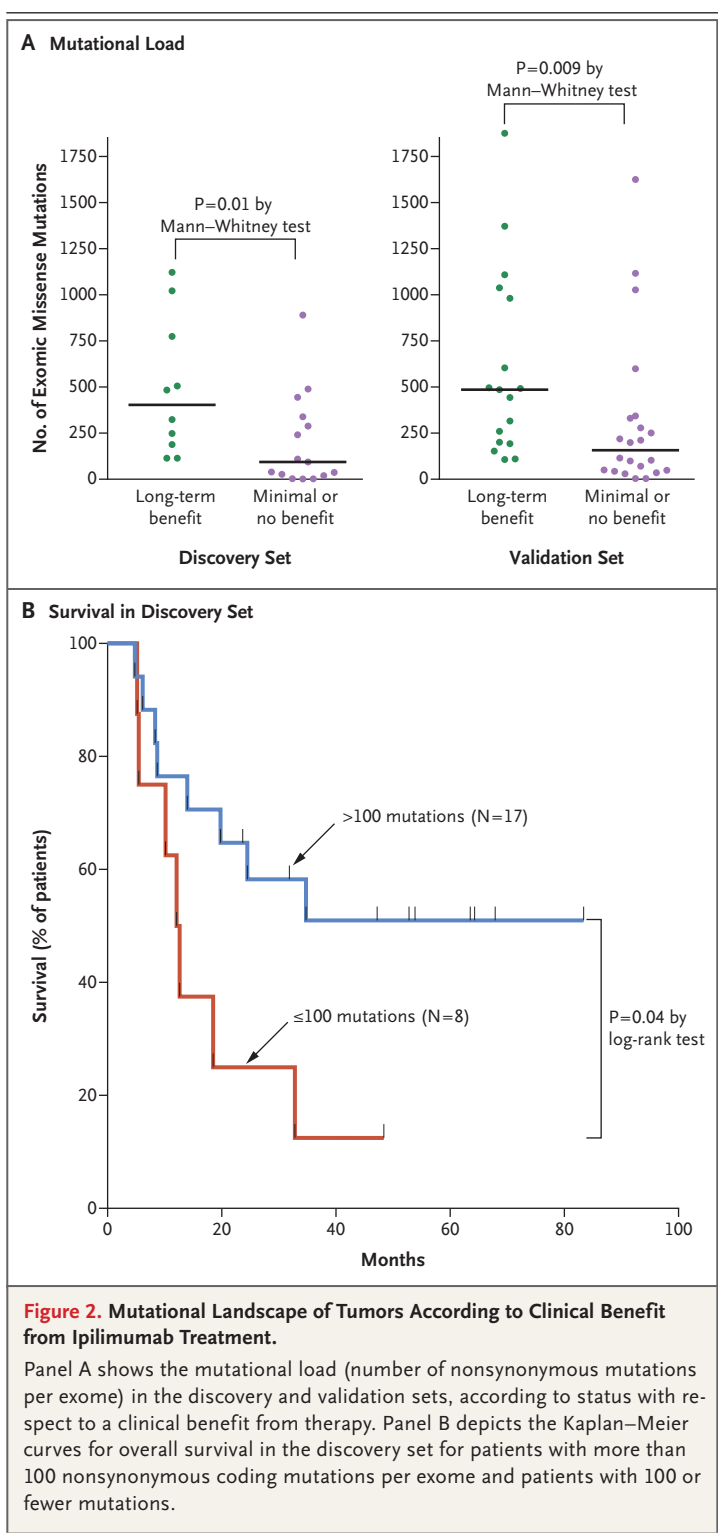 A Mutational Load
P=0.009 by
Mann–Whitney test
P=0.01 by
Mann–Whitney test
No. of Exomic Missense Mutations
1750
1500
1250
1000
750
500
250
0
Long-term
benefit
Minimal or
no benefit
Discovery Set
1750
1500
1250
1000
750
500
250
0
Long-term
benefit
Minimal or
no benefit
Validation Set
B Survival in Discovery Set
Survival (% of patients)
100
80
60
40
20
0
>100 mutations (N=17)
≤100 mutations (N=8)
P=0.04 by
log-rank test
0 20 40 60 80 100
Months
Figure 2. Mutational Landscape of Tumors According to Clinical Benefit
from Ipilimumab Treatment.
Panel A shows the mutational load (number of nonsynonymous mutations
per exome) in the discovery and validation sets, according to status with re-
spect to a clinical benefit from therapy. Panel B depicts the Kaplan–Meier
curves for overall survival in the discovery set for patients with more than
100 nonsynonymous coding mutations per exome and patients with 100 or
fewer mutations.